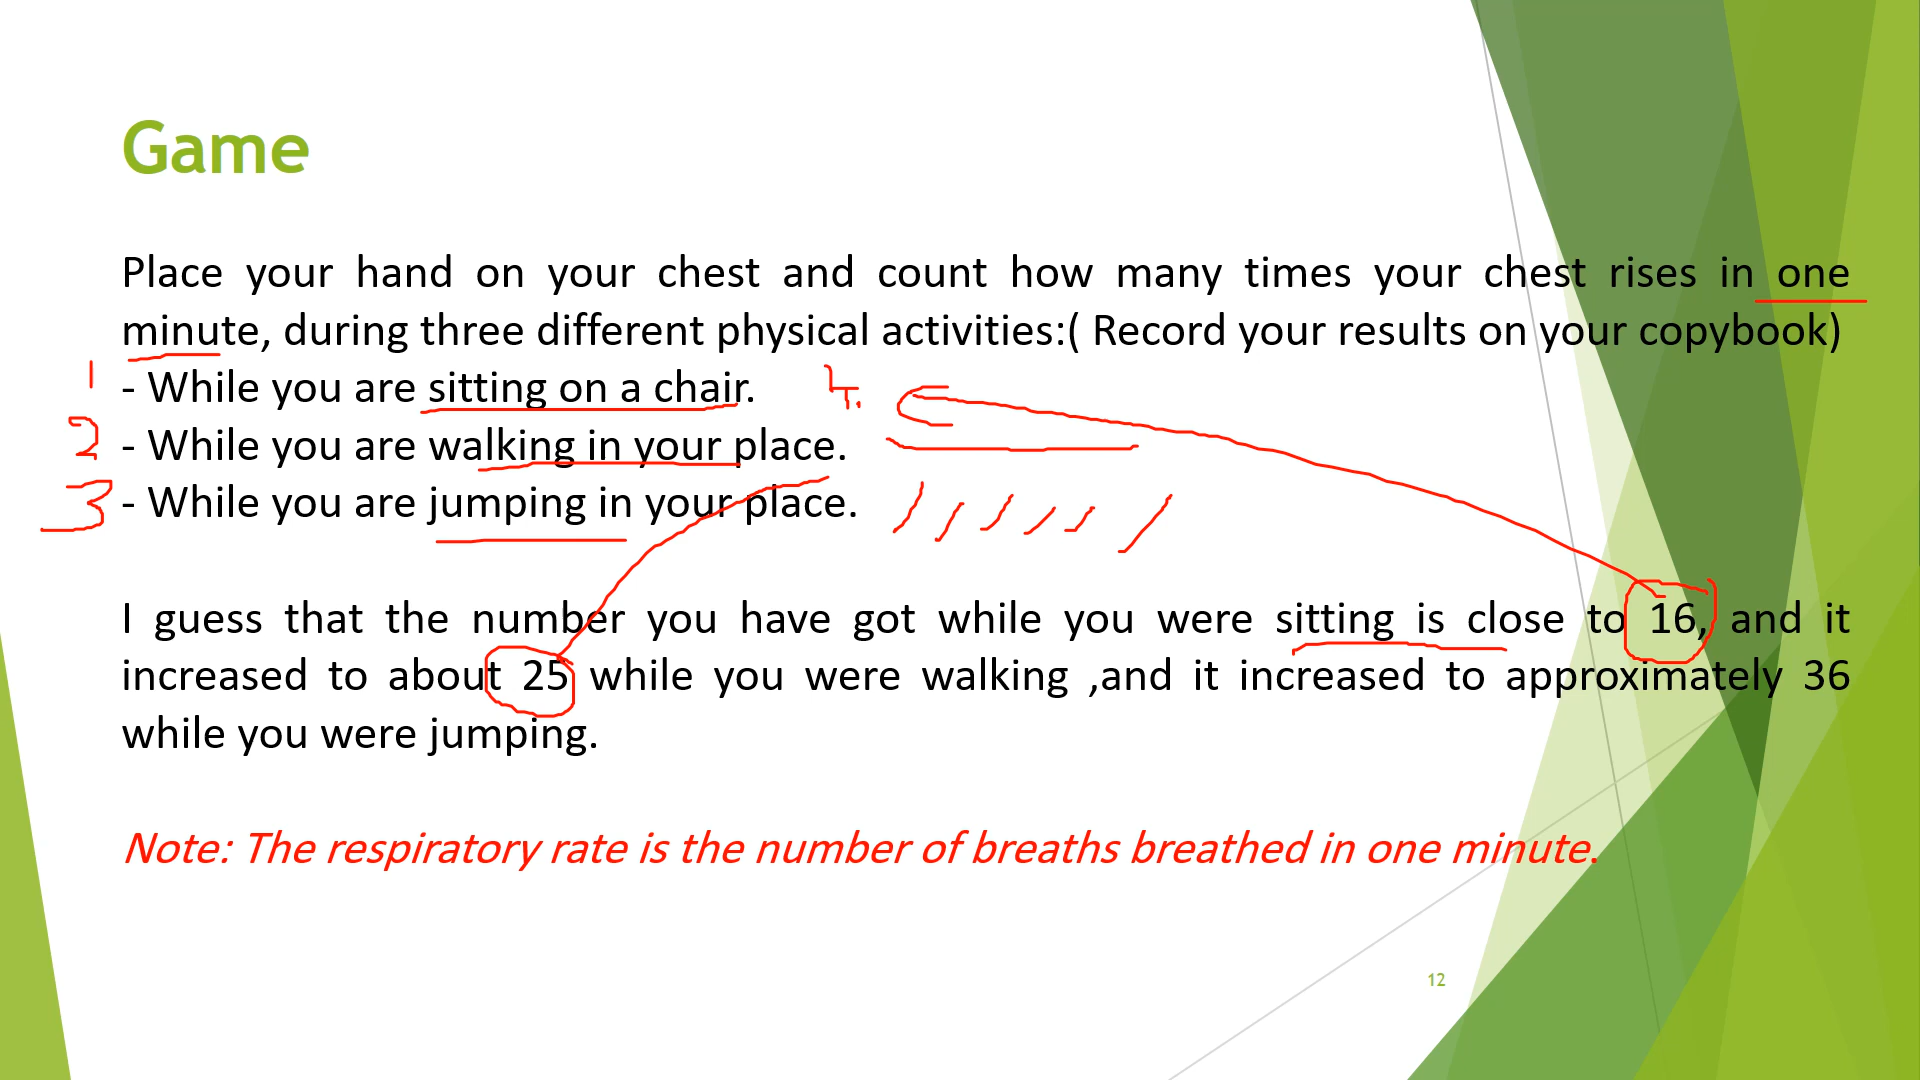 Game
Place your hand on your chest and count how many times your chest rises in one
minute, during three different physical activities:( Record your results on your copybook)
1 - While you are sitting on a chair.
2 - While you are walking in your place.
3 - While you are jumping in your place.
I guess that the number you have got while you were sitting is close to 16, and it
increased to about 25 while you were walking ,and it increased to approximately 36
while you were jumping.
Note: The respiratory rate is the number of breaths breathed in one minute.
12